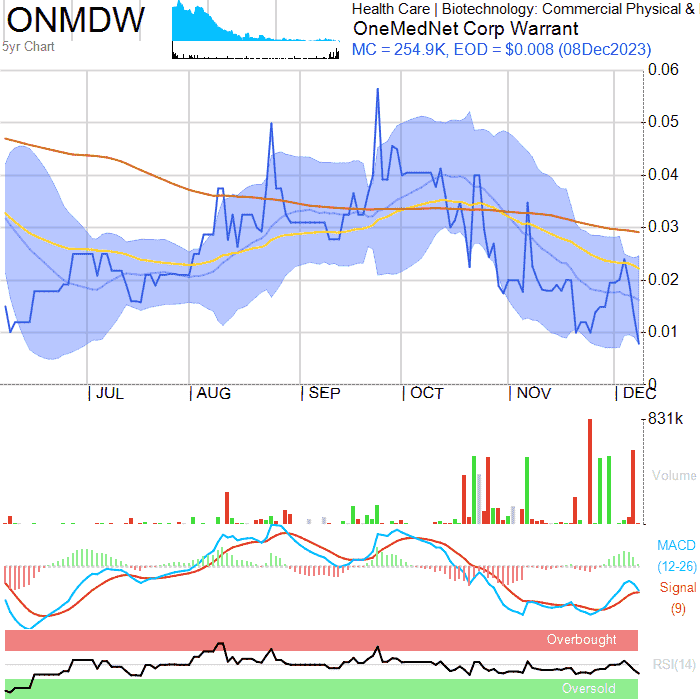 ONMDW
5yr Chart
Health Care | Biotechnology: Commercial Physical &
OneMedNet Corp Warrant
MC = 254.9K, EOD = $0.008 (08Dec2023)
0.06
0.05
0.04
0.03
0.02
0.01
0
JUL AUG SEP OCT NOV DEC
831k
Volume
MACD
(12-26)
Signal
(9)
Overbought
RSI(14)
Oversold